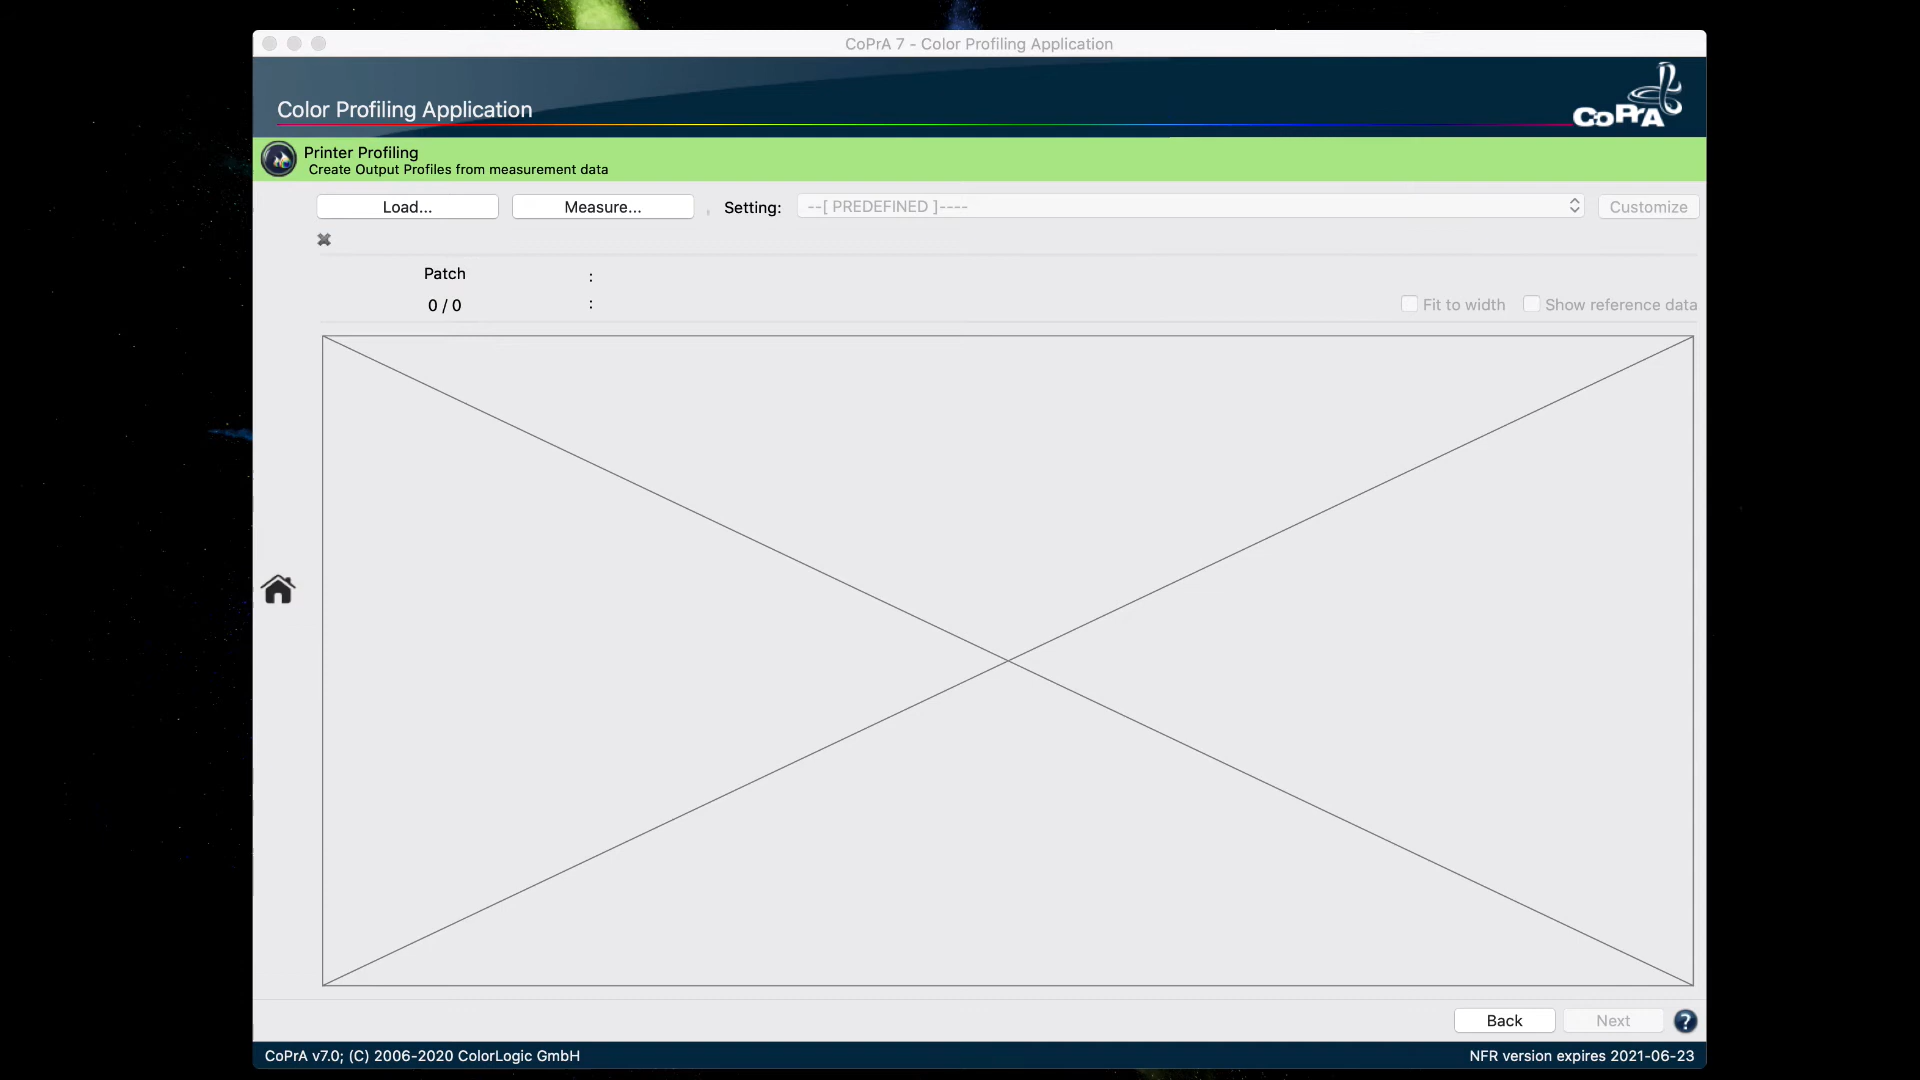 CoPrA 7 - Color Profiling Application
Color Profiling Application
CoPrA
Printer Profiling
Create Output Profiles from measurement data
Load...
Measure...
Setting:
--[ PREDEFINED ]----
Customize
Patch
:
0 / 0
:
Fit to width
Show reference data
Back
Next
?
CoPrA v7.0; (C) 2006-2020 ColorLogic GmbH
NFR version expires 2021-06-23